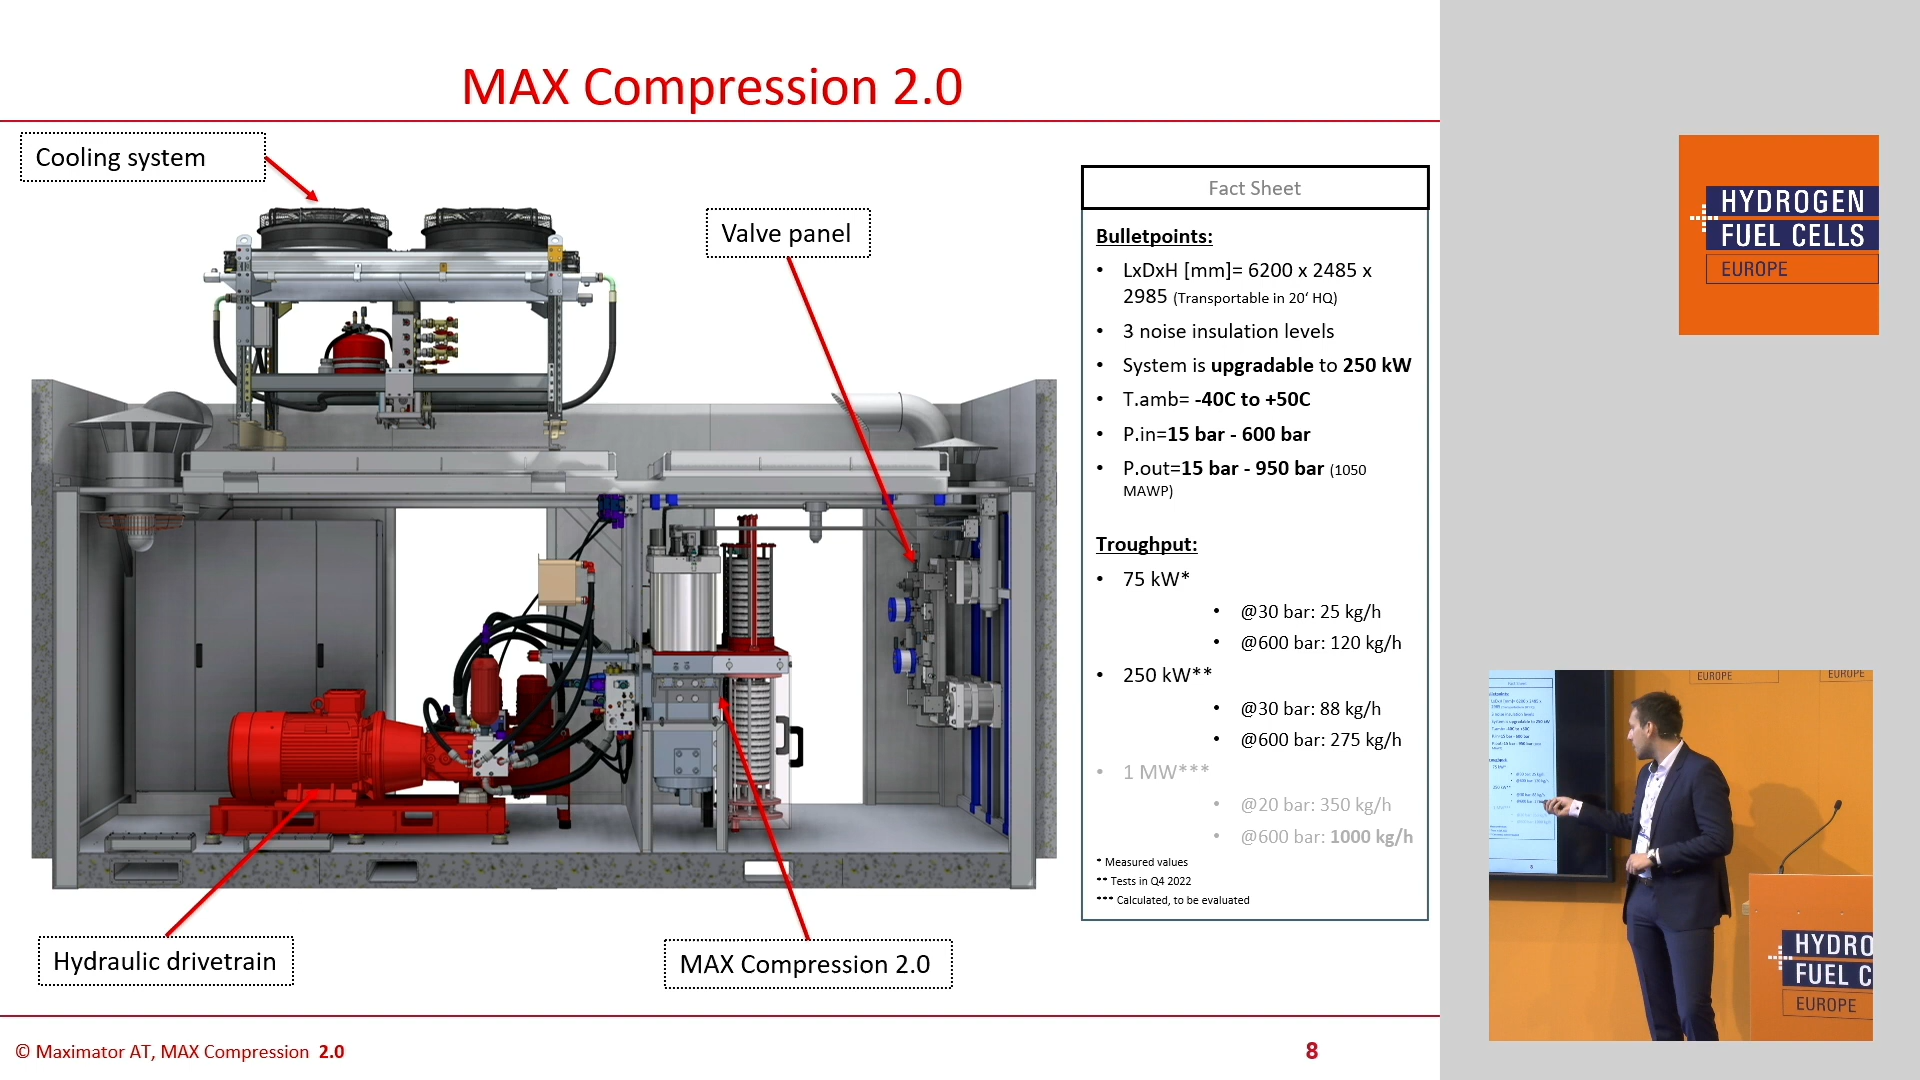 MAX Compression 2.0
Cooling system
Valve panel
Hydraulic drivetrain
MAX Compression 2.0
Fact Sheet
Bulletpoints:
• LxDxH [mm]= 6200 x 2485 x
2985 (Transportable in 20‘ HQ)
• 3 noise insulation levels
• System is upgradable to 250 kW
• T.amb= -40C to +50C
• P.in=15 bar - 600 bar
• P.out=15 bar - 950 bar (1050
MAWP)
Troughput:
• 75 kW*
• @30 bar: 25 kg/h
• @600 bar: 120 kg/h
• 250 kW**
• @30 bar: 88 kg/h
• @600 bar: 275 kg/h
• 1 MW***
• @20 bar: 350 kg/h
• @600 bar: 1000 kg/h
* Measured values
** Tests in Q4 2022
*** Calculated, to be evaluated
© Maximator AT, MAX Compression 2.0
8
HYDROGEN
FUEL CELLS
EUROPE
EUROPE
EUROPE
HYDRO
FUEL C
EUROPE